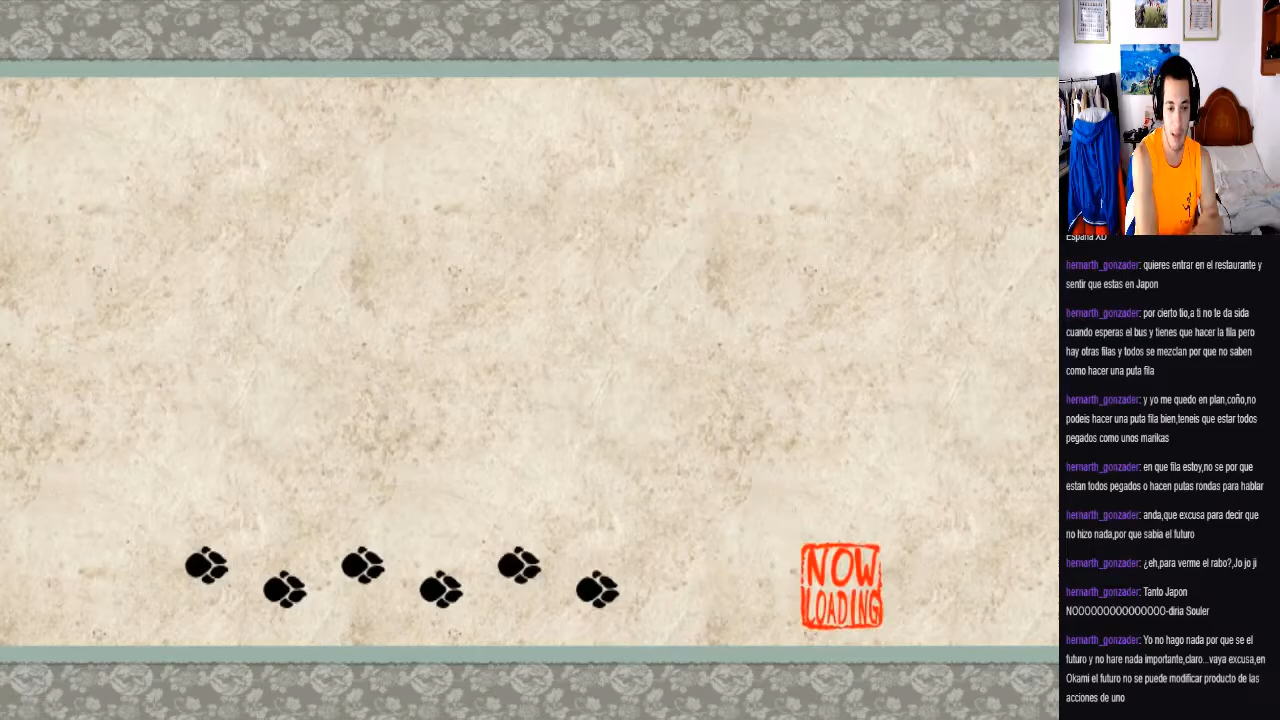 NOW
LOADING
España XD
hernarth_gonzader: quieres entrar en el restaurante y
sentir que estas en Japon
hernarth_gonzader: por cierto tio,a ti no te da sida
cuando esperas el bus y tienes que hacer la fila pero
hay otras filas y todos se mezclan por que no saben
como hacer una puta fila
hernarth_gonzader: y yo me quedo en plan,coño,no
podeis hacer una puta fila bien,teneis que estar todos
pegados como unos marikas
hernarth_gonzader: en que fila estoy,no se por que
estan todos pegados o hacen putas rondas para hablar
hernarth_gonzader: anda,que excusa para decir que
no hizo nada,por que sabia el futuro
hernarth_gonzader: ¿eh,para verme el rabo?,Jo jo ji
hernarth_gonzader: Tanto Japon
NOOOOOOOOOOOOOOO-diria Souler
hernarth_gonzader: Yo no hago nada por que se el
futuro y no hare nada importante,claro...vaya excusa,en
Okami el futuro no se puede modificar producto de las
acciones de uno